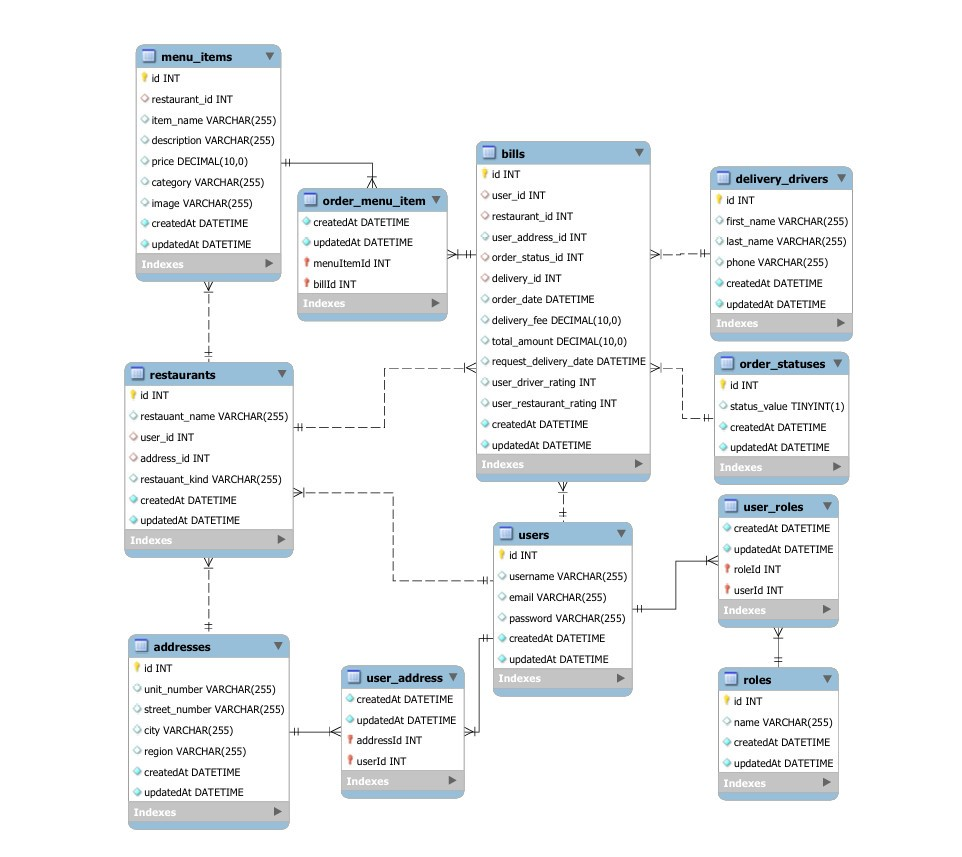 menu_items
id INT
restaurant_id INT
item_name VARCHAR(255)
description VARCHAR(255)
price DECIMAL(10,0)
category VARCHAR(255)
image VARCHAR(255)
createdAt DATETIME
updatedAt DATETIME
Indexes
order_menu_item
createdAt DATETIME
updatedAt DATETIME
menuItemId INT
billId INT
Indexes
bills
id INT
user_id INT
restaurant_id INT
user_address_id INT
order_status_id INT
delivery_id INT
order_date DATETIME
delivery_fee DECIMAL(10,0)
total_amount DECIMAL(10,0)
request_delivery_date DATETIME
user_driver_rating INT
user_restaurant_rating INT
createdAt DATETIME
updatedAt DATETIME
Indexes
delivery_drivers
id INT
first_name VARCHAR(255)
last_name VARCHAR(255)
phone VARCHAR(255)
createdAt DATETIME
updatedAt DATETIME
Indexes
order_statuses
id INT
status_value TINYINT(1)
createdAt DATETIME
updatedAt DATETIME
Indexes
restaurants
id INT
restauant_name VARCHAR(255)
user_id INT
address_id INT
restauant_kind VARCHAR(255)
createdAt DATETIME
updatedAt DATETIME
Indexes
users
id INT
username VARCHAR(255)
email VARCHAR(255)
password VARCHAR(255)
createdAt DATETIME
updatedAt DATETIME
Indexes
user_roles
createdAt DATETIME
updatedAt DATETIME
roleId INT
userId INT
Indexes
addresses
id INT
unit_number VARCHAR(255)
street_number VARCHAR(255)
city VARCHAR(255)
region VARCHAR(255)
createdAt DATETIME
updatedAt DATETIME
Indexes
user_address
createdAt DATETIME
updatedAt DATETIME
addressId INT
userId INT
Indexes
roles
id INT
name VARCHAR(255)
createdAt DATETIME
updatedAt DATETIME
Indexes